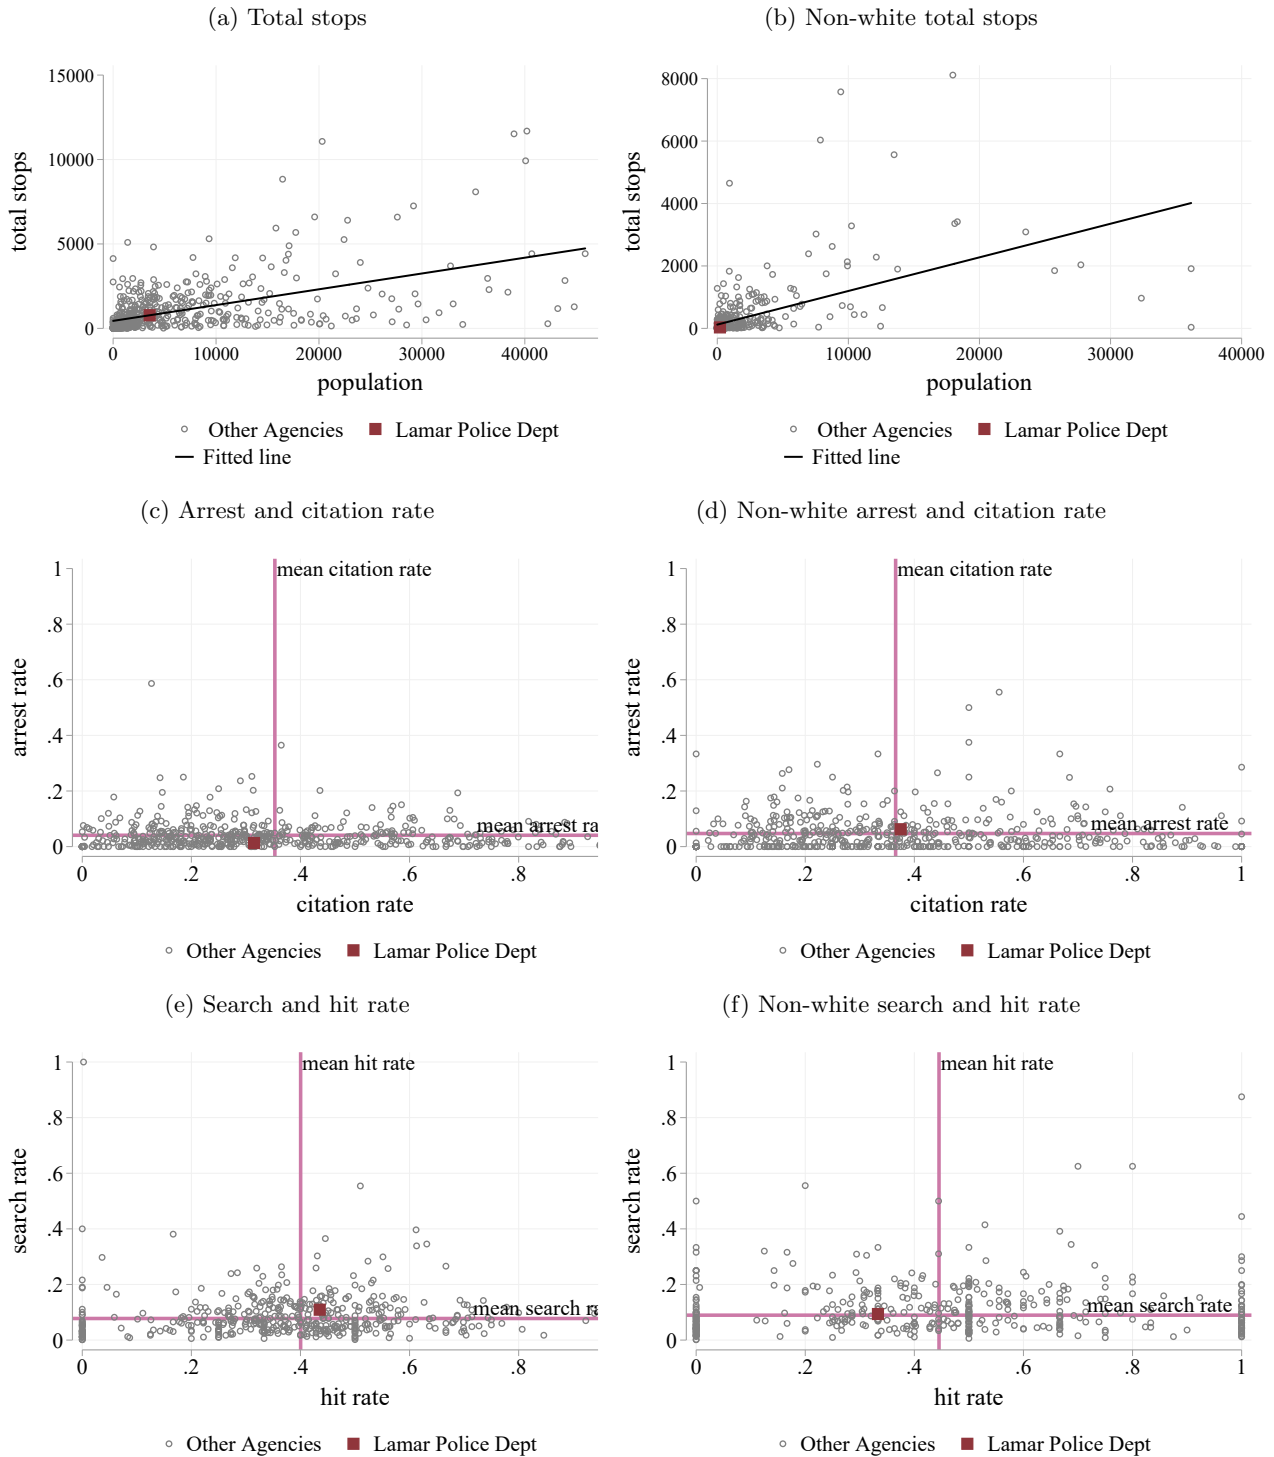 (a) Total stops
(b) Non-white total stops
total stops
15000
10000
5000
0
0 10000 20000 30000 40000
population
Other Agencies Lamar Police Dept
Fitted line
total stops
8000
6000
4000
2000
0
0 10000 20000 30000 40000
population
Other Agencies Lamar Police Dept
Fitted line
(c) Arrest and citation rate
(d) Non-white arrest and citation rate
arrest rate
1
.8
.6
.4
.2
0
mean citation rate
mean arrest ra
0 .2 .4 .6 .8
citation rate
Other Agencies Lamar Police Dept
arrest rate
1
.8
.6
.4
.2
0
mean citation rate
mean arrest rate
0 .2 .4 .6 .8 1
citation rate
Other Agencies Lamar Police Dept
(e) Search and hit rate
(f) Non-white search and hit rate
search rate
1
.8
.6
.4
.2
0
mean hit rate
mean search ra
0 .2 .4 .6 .8
hit rate
Other Agencies Lamar Police Dept
search rate
1
.8
.6
.4
.2
0
mean hit rate
mean search rate
0 .2 .4 .6 .8 1
hit rate
Other Agencies Lamar Police Dept